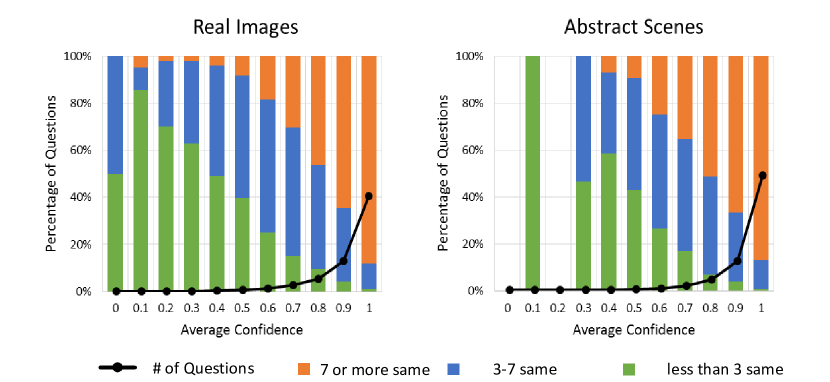 Real Images
Abstract Scenes
Percentage of Questions
100%
80%
60%
40%
20%
0%
0 0.1 0.2 0.3 0.4 0.5 0.6 0.7 0.8 0.9 1
Average Confidence
Percentage of Questions
100%
80%
60%
40%
20%
0%
0 0.1 0.2 0.3 0.4 0.5 0.6 0.7 0.8 0.9 1
Average Confidence
# of Questions 7 or more same 3-7 same less than 3 same